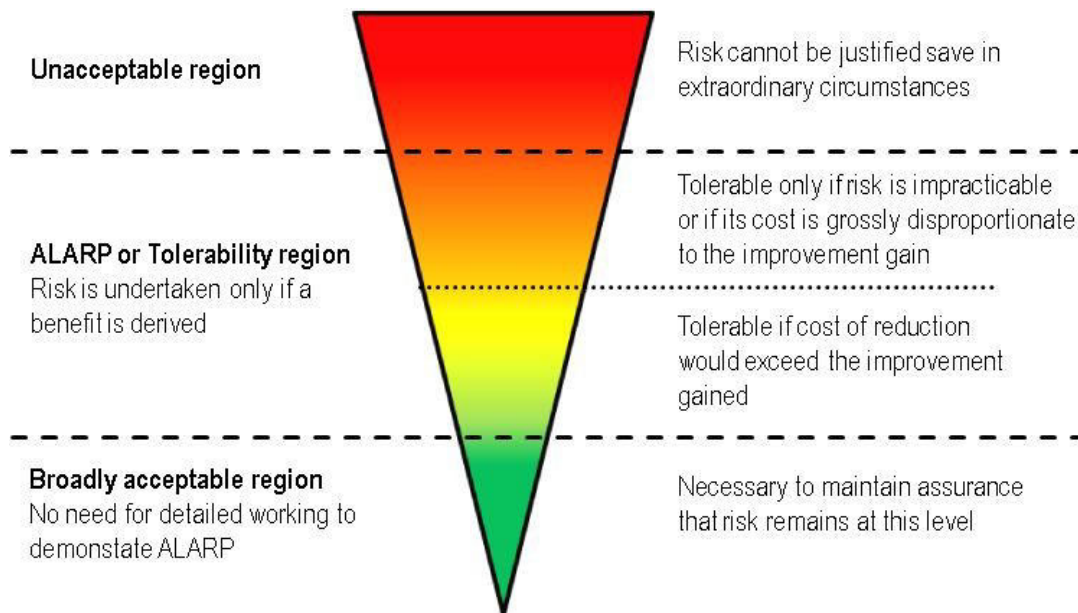 Unacceptable region
Risk cannot be justified save in
extraordinary circumstances
ALARP or Tolerability region
Risk is undertaken only if a
benefit is derived
Tolerable only if risk is impracticable
or if its cost is grossly disproportionate
to the improvement gain
Tolerable if cost of reduction
would exceed the improvement
gained
Broadly acceptable region
No need for detailed working to
demonstate ALARP
Necessary to maintain assurance
that risk remains at this level